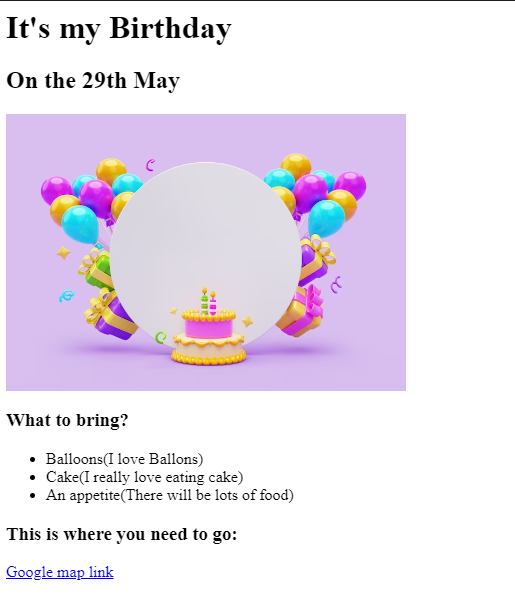 It's my Birthday
On the 29th May
What to bring?
Balloons(I love Ballons)
Cake(I really love eating cake)
An appetite(There will be lots of food)
This is where you need to go:
Google map link